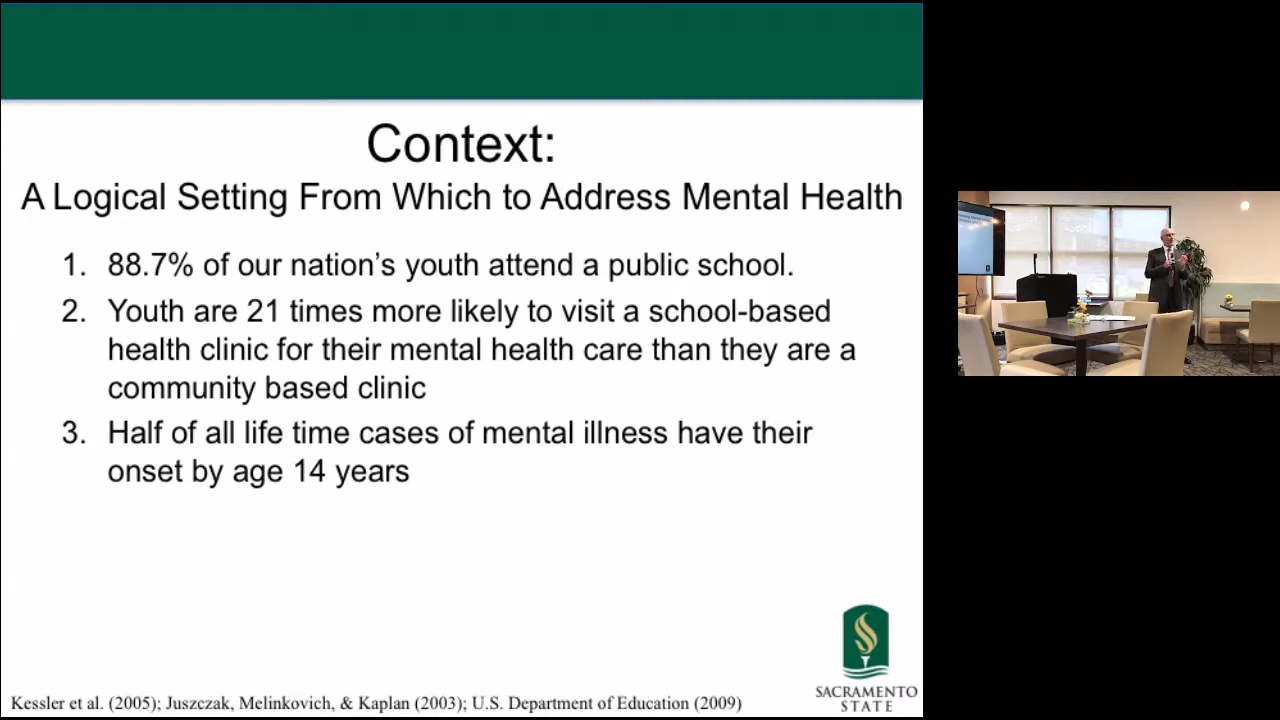 Context:
A Logical Setting From Which to Address Mental Health
1. 88.7% of our nation's youth attend a public school.
2. Youth are 21 times more likely to visit a school-based
health clinic for their mental health care than they are a
community based clinic
3. Half of all life time cases of mental illness have their
onset by age 14 years
SACRAMENTO
STATE
Kessler et al. (2005); Juszczak, Melinkovich, & Kaplan (2003); U.S. Department of Education (2009)